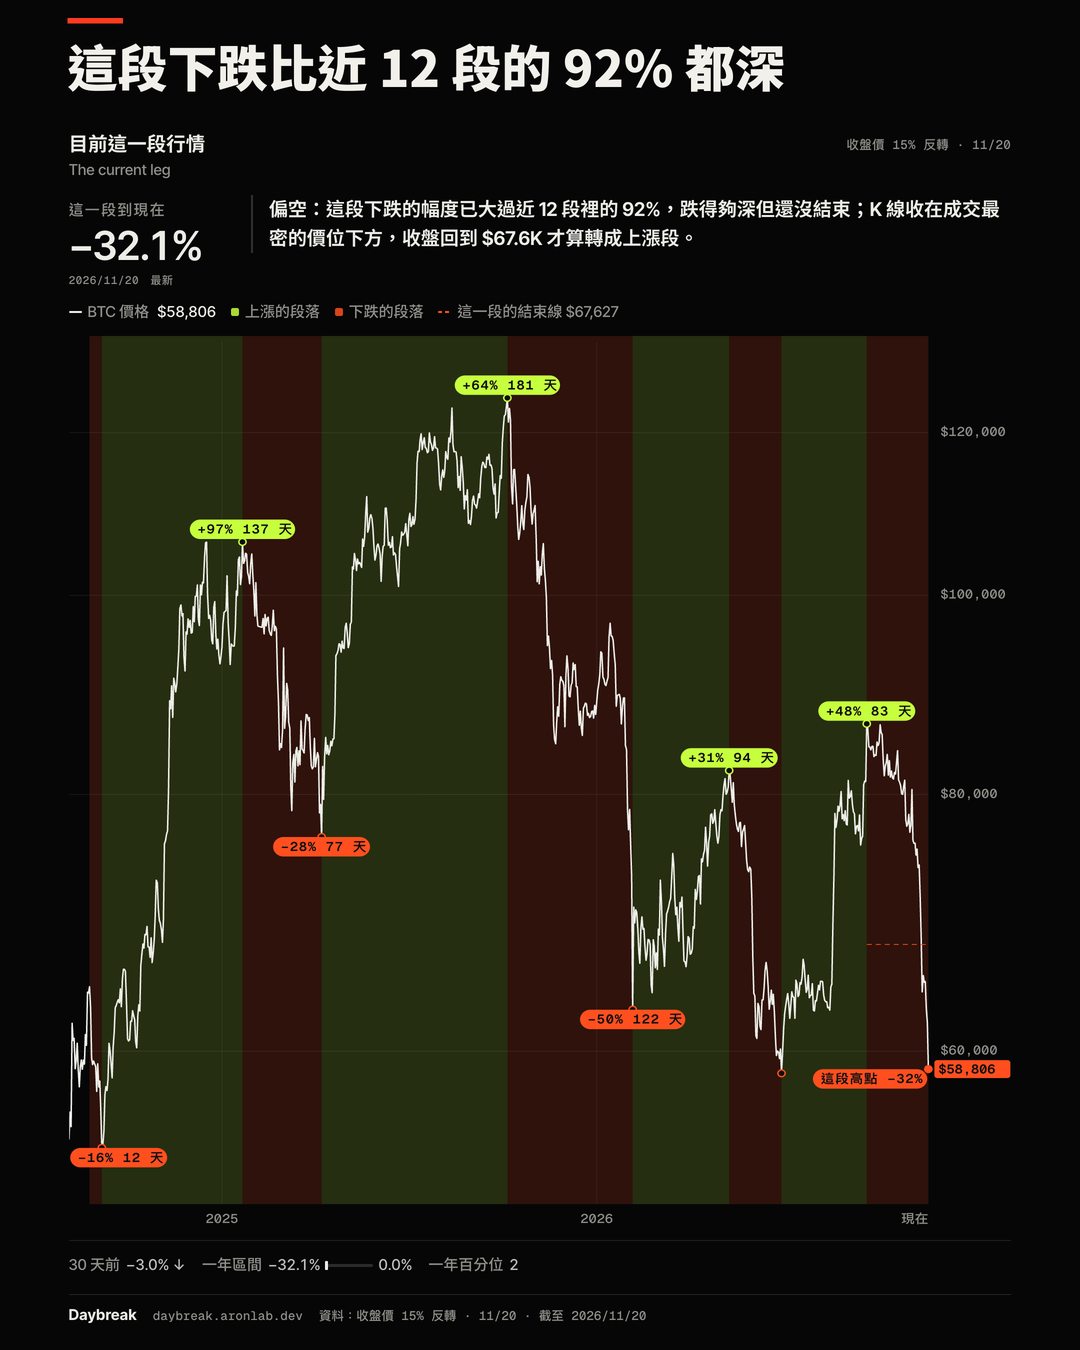 這段下跌比近 12 段的 92% 都深
目前這一段行情
收盤價 15% 反轉 · 11/20
The current leg
這一段到現在
−32.1%
2026/11/20 最新
偏空：這段下跌的幅度已大過近 12 段裡的 92%，跌得夠深但還沒結束；K 線收在成交最
密的價位下方，收盤回到 $67.6K 才算轉成上漲段。
BTC 價格 $58,806 上漲的段落 下跌的段落 這一段的結束線 $67,627
+64% 181 天
$120,000
+97% 137 天
$100,000
+48% 83 天
+31% 94 天
$80,000
−28% 77 天
−50% 122 天
$60,000
$58,806
這段高點 −32%
−16% 12 天
2025
2026
現在
30 天前 −3.0% ↓ 一年區間 −32.1% 0.0% 一年百分位 2
Daybreak daybreak.aronlab.dev 資料：收盤價 15% 反轉 · 11/20 · 截至 2026/11/20